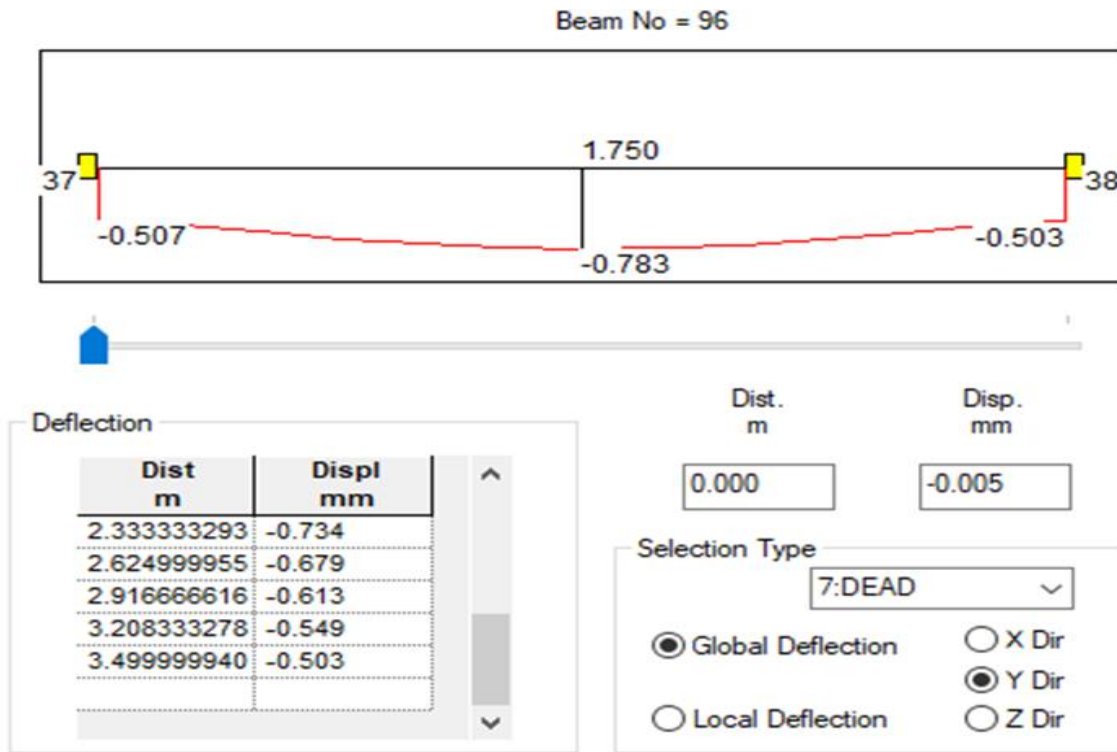 Beam No = 96
1.750
37
38
-0.507
-0.503
-0.783
Dist.
m
Disp.
mm
Deflection
Dist
m
Displ
mm
0.000
-0.005
2.333333293 -0.734
2.624999955 -0.679
2.916666616 -0.613
3.208333278 -0.549
3.499999940 -0.503
Selection Type
7:DEAD
Global Deflection
X Dir
Y Dir
Local Deflection
Z Dir